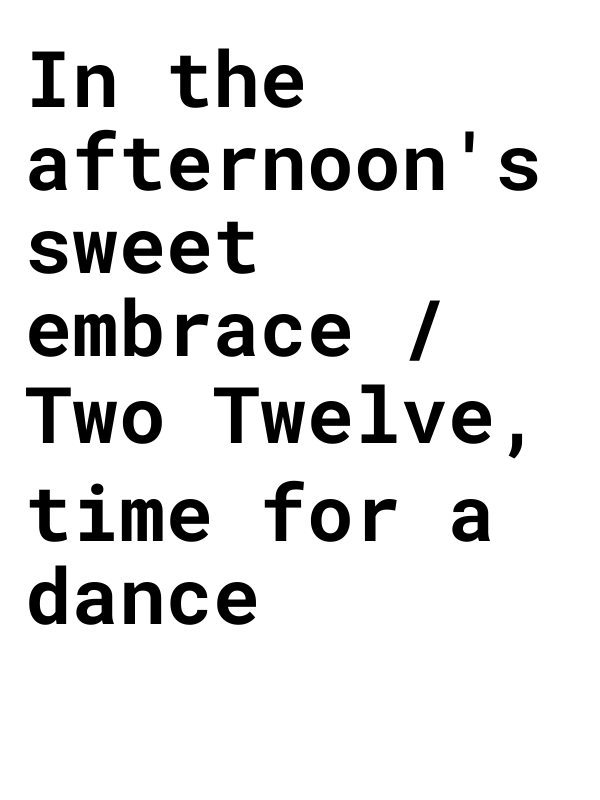 In the
afternoon's
sweet
embrace /
Two Twelve,
time for a
dance